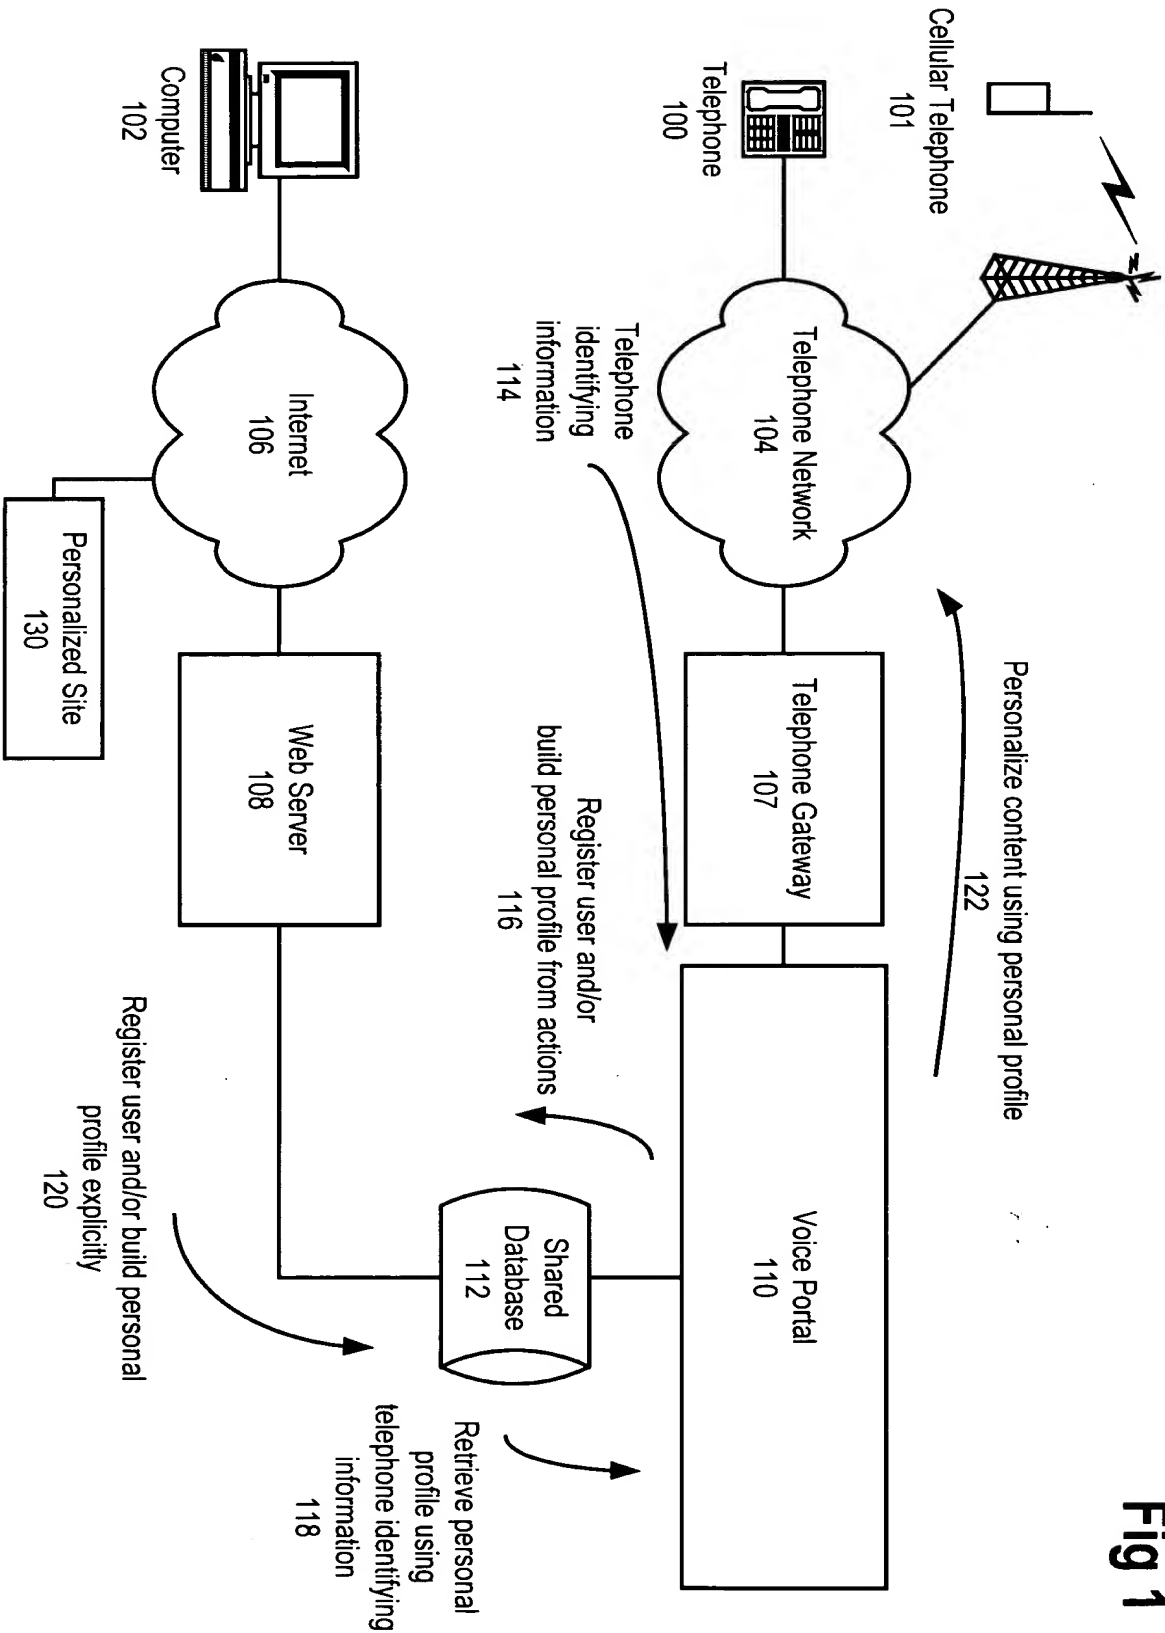 Fig 1
Cellular Telephone
101
Telephone
100
Computer
102
Telephone Network
104
Internet
106
Personalized Site
130
Telephone
identifying
information
114
Telephone Gateway
107
Web Server
108
Personalize content using personal profile
122
Register user and/or
build personal profile from actions
116
Voice Portal
110
Shared
Database
112
Register user and/or build personal
profile explicitly
120
Retrieve personal
profile using
telephone identifying
information
118